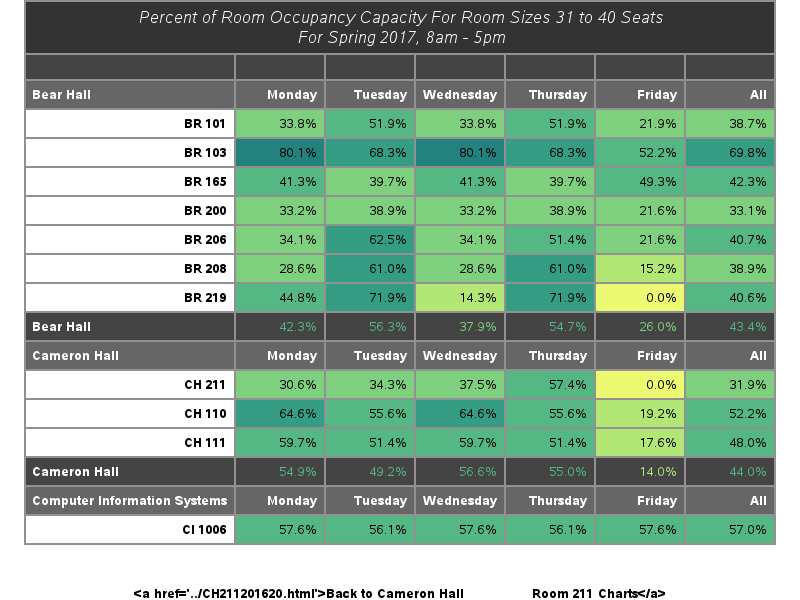 Percent of Room Occupancy Capacity For Room Sizes 31 to 40 Seats
For Spring 2017, 8am - 5pm
Bear Hall Monday Tuesday Wednesday Thursday Friday All
BR 101 33.8% 51.9% 33.8% 51.9% 21.9% 38.7%
BR 103 80.1% 68.3% 80.1% 68.3% 52.2% 69.8%
BR 165 41.3% 39.7% 41.3% 39.7% 49.3% 42.3%
BR 200 33.2% 38.9% 33.2% 38.9% 21.6% 33.1%
BR 206 34.1% 62.5% 34.1% 51.4% 21.6% 40.7%
BR 208 28.6% 61.0% 28.6% 61.0% 15.2% 38.9%
BR 219 44.8% 71.9% 14.3% 71.9% 0.0% 40.6%
Bear Hall 42.3% 56.3% 37.9% 54.7% 26.0% 43.4%
Cameron Hall Monday Tuesday Wednesday Thursday Friday All
CH 211 30.6% 34.3% 37.5% 57.4% 0.0% 31.9%
CH 110 64.6% 55.6% 64.6% 55.6% 19.2% 52.2%
CH 111 59.7% 51.4% 59.7% 51.4% 17.6% 48.0%
Cameron Hall 54.9% 49.2% 56.6% 55.0% 14.0% 44.0%
Computer Information Systems Monday Tuesday Wednesday Thursday Friday All
CI 1006 57.6% 56.1% 57.6% 56.1% 57.6% 57.0%
<a href='../CH211201620.html'>Back to Cameron Hall Room 211 Charts</a>